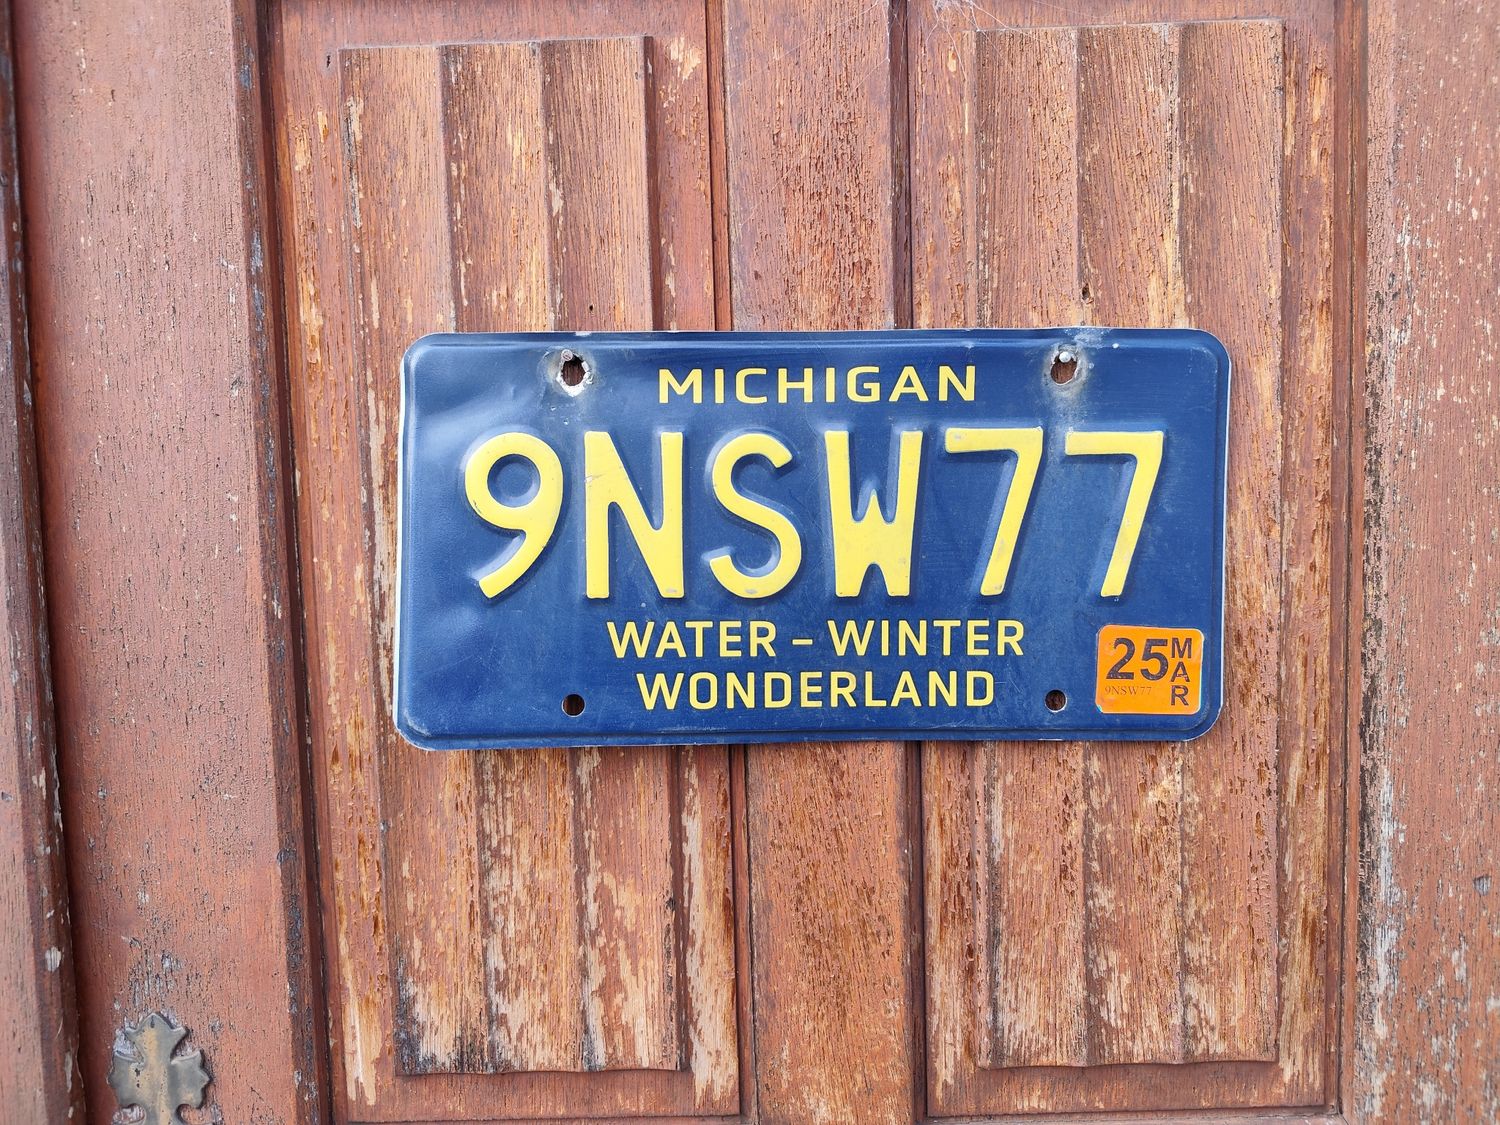 MICHIGAN
9NSW77
WATER – WINTER
WONDERLAND
25 MAR
9NSW77